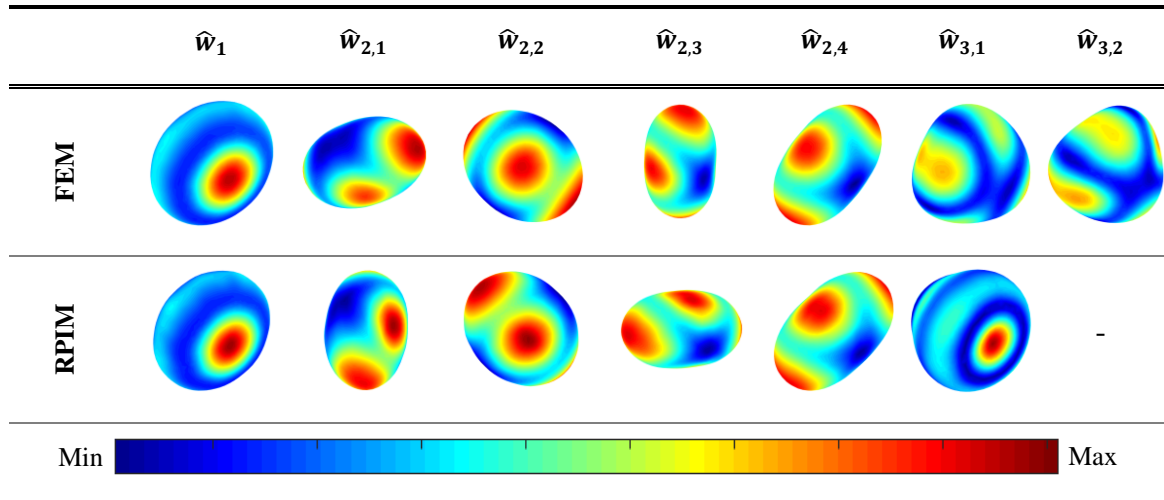 ŵ₁ ŵ₂,₁ ŵ₂,₂ ŵ₂,₃ ŵ₂,₄ ŵ₃,₁ ŵ₃,₂
FEM
RPIM -
Min Max